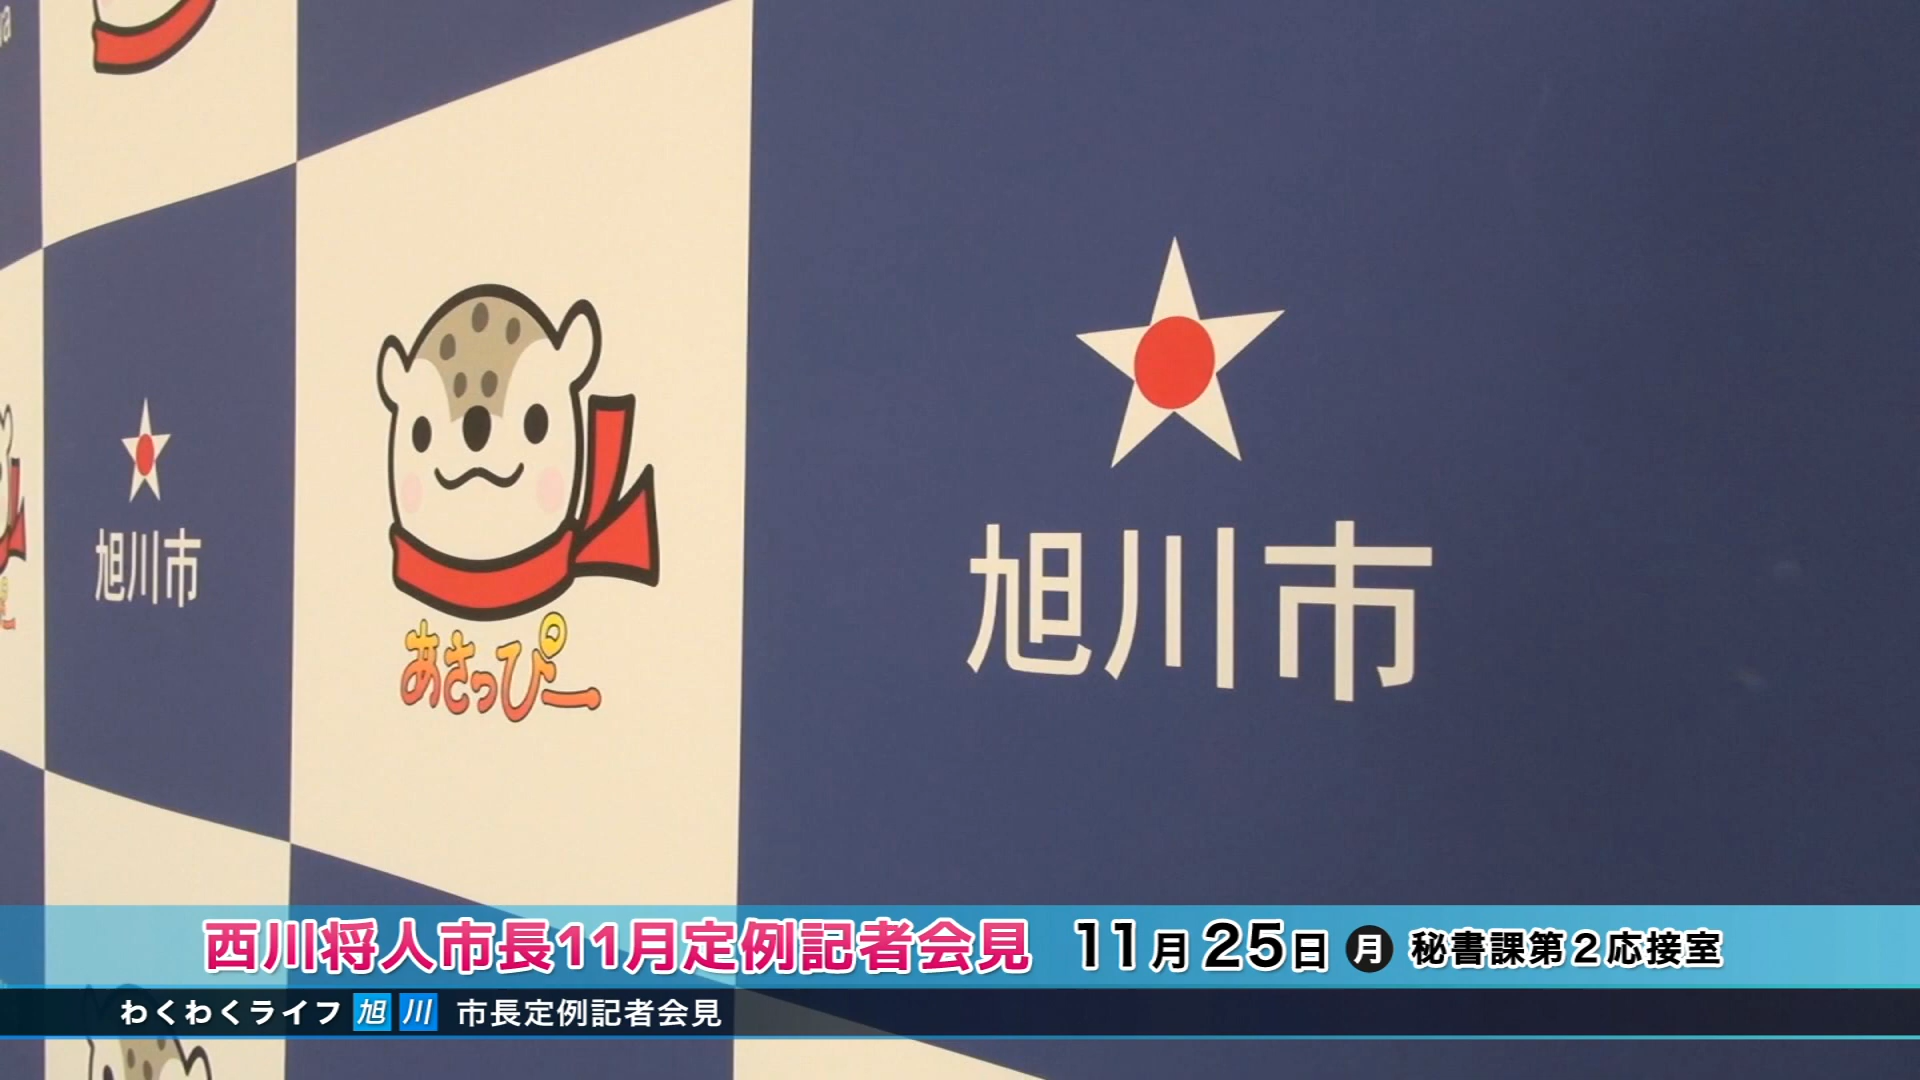 旭川市
あさっぴー
旭川市
西川将人市長11月定例記者会見 11月25日㊊ 秘書課第２応接室
わくわくライフ旭川 市長定例記者会見